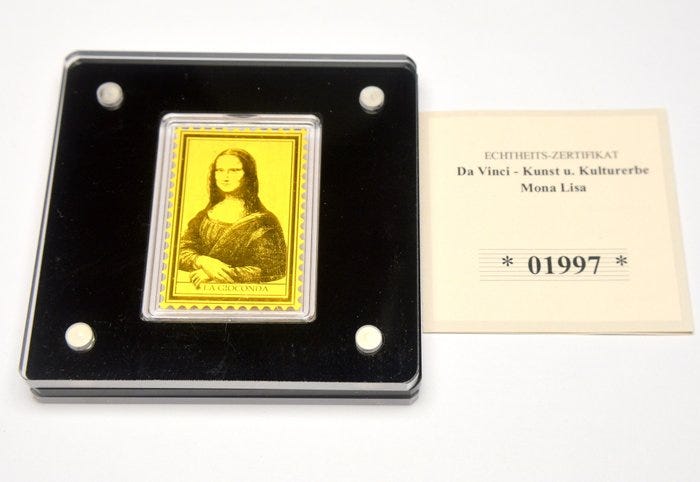 LA GIOCONDA
ECHTHEITS-ZERTIFIKAT
Da Vinci - Kunst u. Kulturerbe
Mona Lisa
* 01997 *